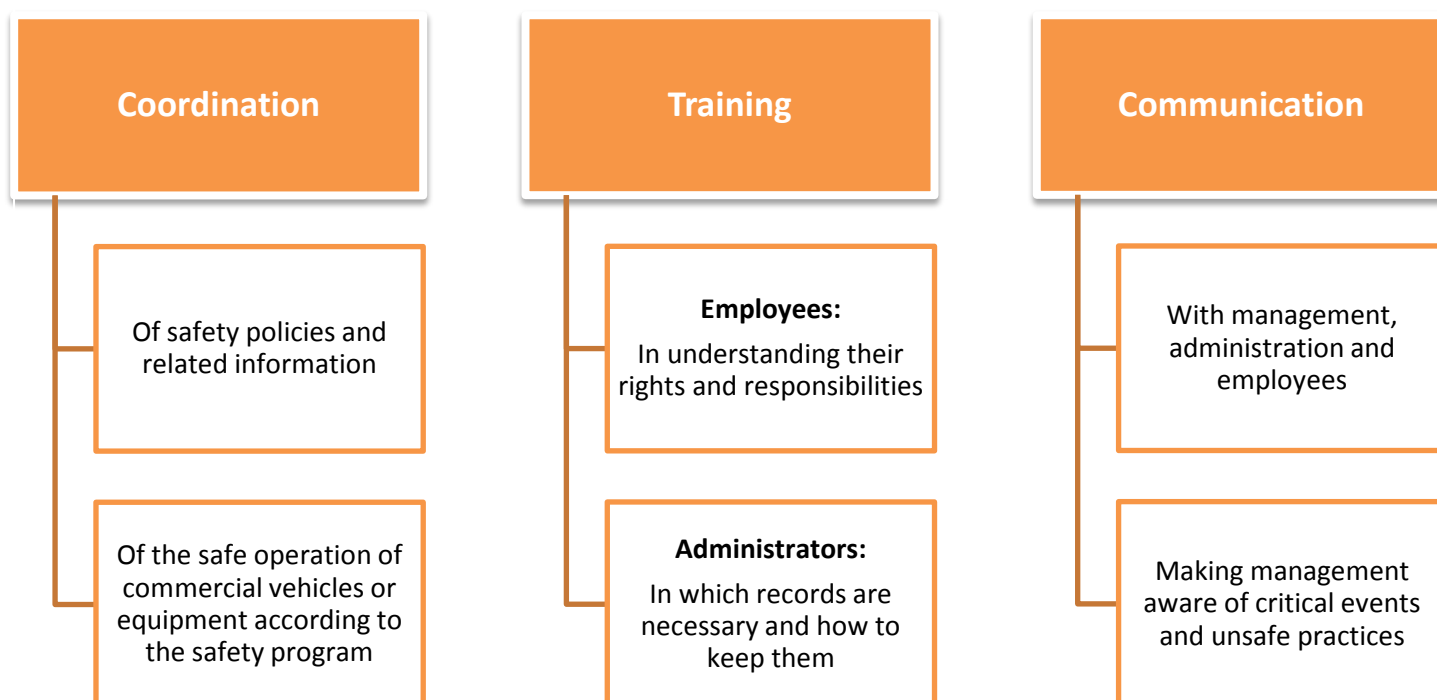 Coordination
Of safety policies and
related information
Of the safe operation of
commercial vehicles or
equipment according to
the safety program
Training
Employees:
In understanding their
rights and responsibilities
Administrators:
In which records are
necessary and how to
keep them
Communication
With management,
administration and
employees
Making management
aware of critical events
and unsafe practices